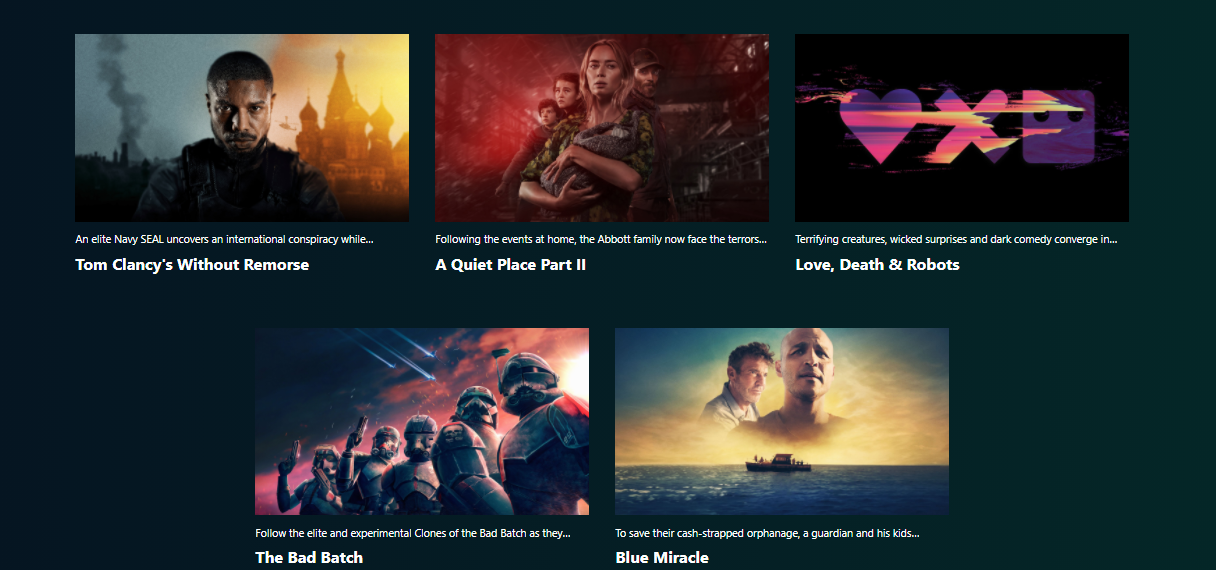 An elite Navy SEAL uncovers an international conspiracy while...
Tom Clancy's Without Remorse
Following the events at home, the Abbott family now face the terrors...
A Quiet Place Part II
Terrifying creatures, wicked surprises and dark comedy converge in...
Love, Death & Robots
Follow the elite and experimental Clones of the Bad Batch as they...
The Bad Batch
To save their cash-strapped orphanage, a guardian and his kids...
Blue Miracle